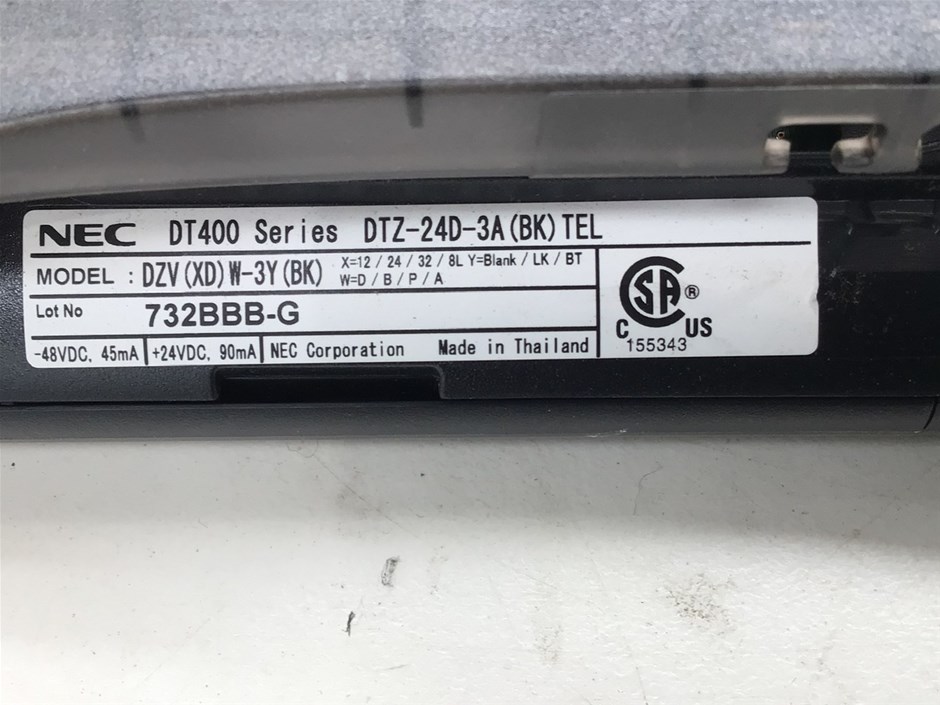 NEC DT400 Series DTZ-24D-3A(BK)TEL
MODEL : DZV(XD)W-3Y(BK) X=12 / 24 / 32 / 8L Y=Blank / LK / BT
W=D / B / P / A
Lot No 732BBB-G
-48VDC, 45mA +24VDC, 90mA NEC Corporation Made in Thailand
SA ®
C US
155343